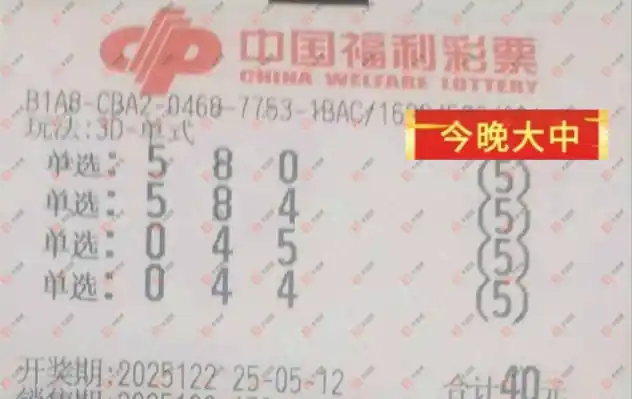 中国福利彩票
CHINA WELFARE LOTTERY
B1A8-CBA2-0468-7753-1BAC/16
今晚大中
玩法:3D-单式
单选: 5 8 0 (5)
单选: 5 8 4 (5)
单选: 0 4 5 (5)
单选: 0 4 4 (5)
开奖期:2025122 25-05-12 合计40元